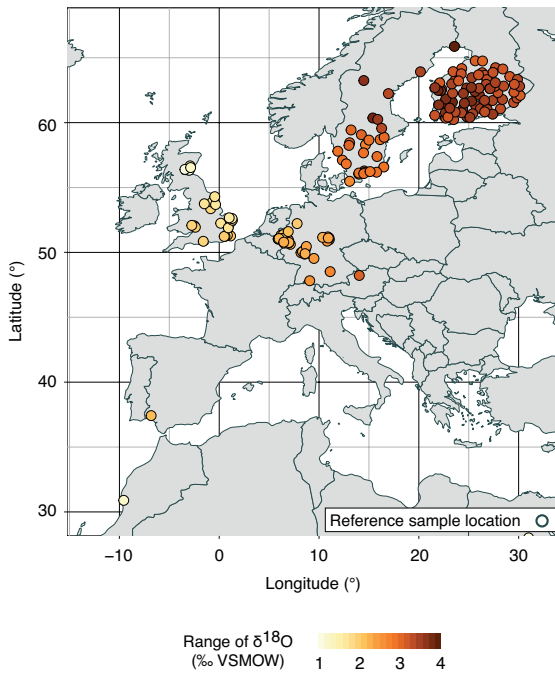 60
50
40
30
Latitude (°)
Reference sample location
−10 0 10 20 30
Longitude (°)
Range of δ¹⁸O
(‰ VSMOW)
1 2 3 4